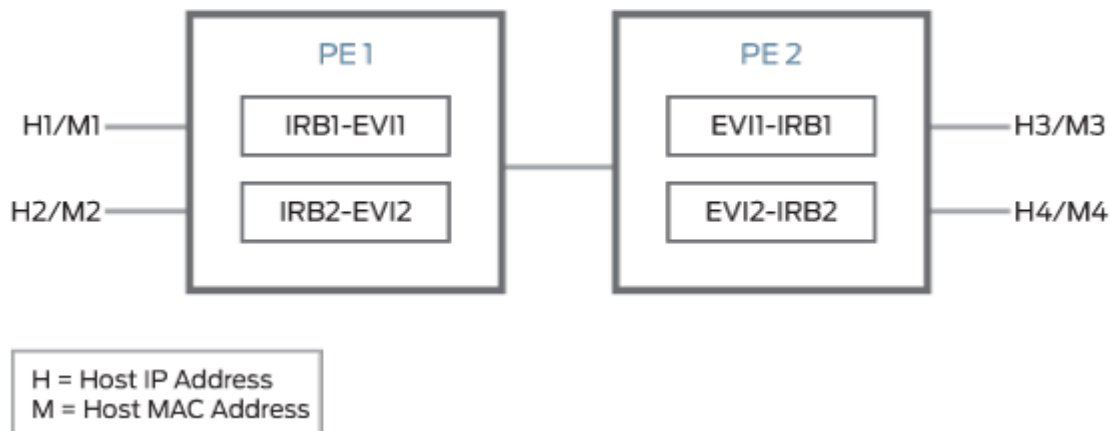 PE 1
PE 2
H1/M1
IRB1-EVI1
EVI1-IRB1
H3/M3
H2/M2
IRB2-EVI2
EVI2-IRB2
H4/M4
H = Host IP Address
M = Host MAC Address